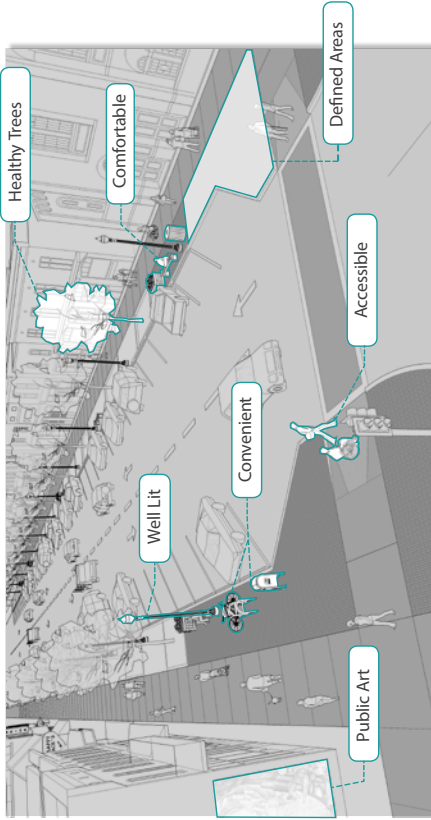 Healthy Trees
Comfortable
Defined Areas
Well Lit
Convenient
Accessible
Public Art